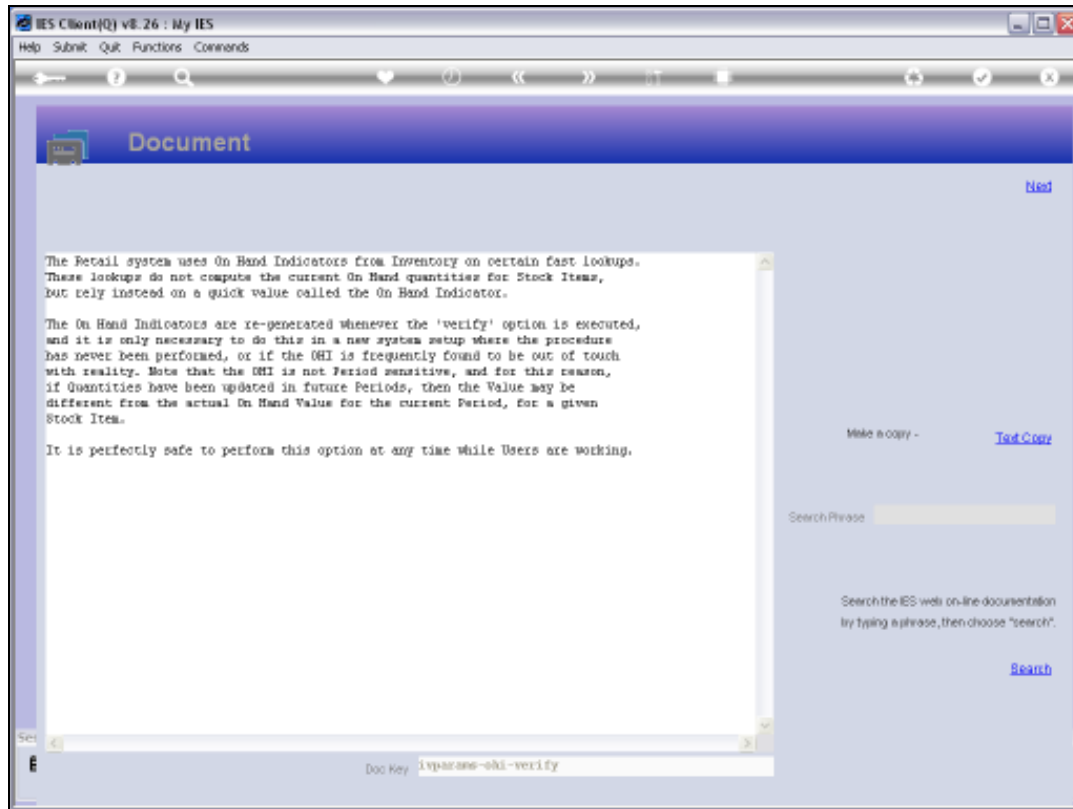 IES Client(Q) v8.26 : My IES
Help Submit Quit Functions Commands
Document
Next
The Retail system uses On Hand Indicators from Inventory on certain fast lookups.
These lookups do not compute the current On Hand quantities for Stock Items,
but rely instead on a quick value called the On Hand Indicator.
The On Hand Indicators are re-generated whenever the 'verify' option is executed,
and it is only necessary to do this in a new system setup where the procedure
has never been performed, or if the OHI is frequently found to be out of touch
with reality. Note that the OHI is not Period sensitive, and for this reason,
if Quantities have been updated in future Periods, then the Value may be
different from the actual On Hand Value for the current Period, for a given
Stock Item.
It is perfectly safe to perform this option at any time while Users are working.
Make a copy -
Text Copy
Search Phrase
Search the IES web on-line documentation
by typing a phrase, then choose "search".
Search
Doc Key ivparams-ohi-verify